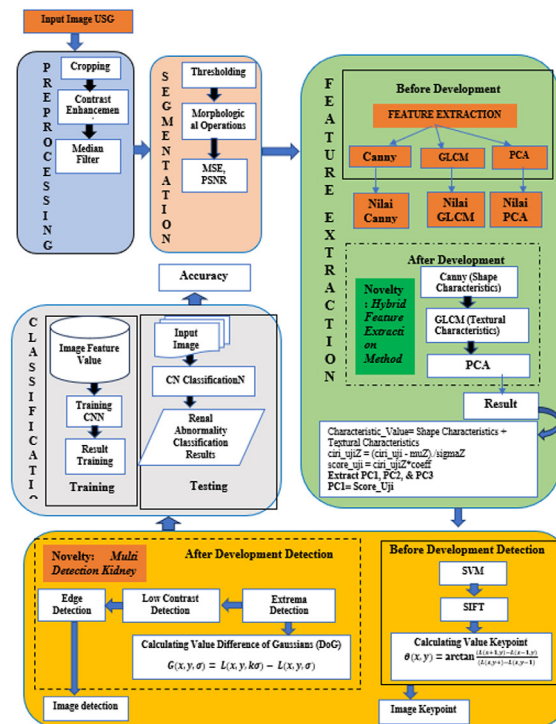 Input Image USG
PREPROCESSING
Cropping
Contrast
Enhancemen
Median
Filter
SEGMENTATION
Thresholding
Morphologic
al Operations
MSE,
PSNR
FEATURE EXTRACTION
Before Development
FEATURE EXTRACTION
Canny
GLCM
PCA
Nilai
Canny
Nilai
GLCM
Nilai
PCA
After Development
Novelty
: Hybrid
Feature
Extracti
on
Method
Canny (Shape
Characteristics)
GLCM (Textural
Characteristics)
PCA
Result
Characteristic_Value= Shape Characteristics +
Textural Characteristics
ciri_ujiZ = (ciri_uji - muZ)./sigmaZ
score_uji = ciri_ujiZ*coeff
Extract PC1, PC2, & PC3
PC1= Score_Uji
Accuracy
CLASSIFICATIO
Image Feature
Value
Training
CNN
Result
Training
Training
Input
Image
CN ClassificationN
Renal
Abnormality
Classification
Results
Testing
After Development Detection
Novelty: Multi
Detection Kidney
Edge
Detection
Low Contrast
Detection
Extrema
Detection
Calculating Value Difference of Gaussians (DoG)
G(x, y, σ) = L(x, y, kσ) − L(x, y, σ)
Image detection
Before Development Detection
SVM
SIFT
Calculating Value Keypoint
θ(x, y) = arctan (L(x+1,y)−L(x−1,y) / (L(x,y+)−L(x,y−1)
Image Keypoint